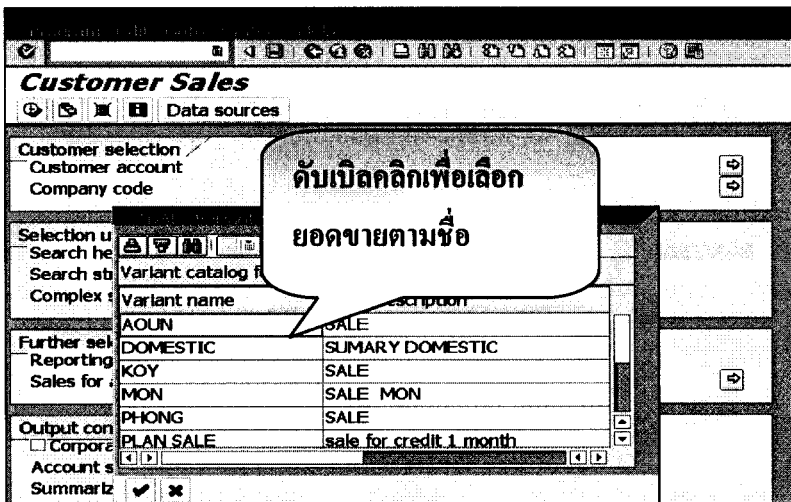 Customer Sales
Data sources
Customer selection
Customer account
Company code
ดับเบิลคลิกเพื่อเลือก
ยอดขายตามชื่อ
Selection u
Search he
Search str
Complex s
Variant catalog f
Variant name
scription
AOUN SALE
DOMESTIC SUMARY DOMESTIC
KOY SALE
MON SALE MON
PHONG SALE
PLAN SALE sale for credit 1 month
Further sel
Reporting
Sales for
Output con
Corpora
Account s
Summariz